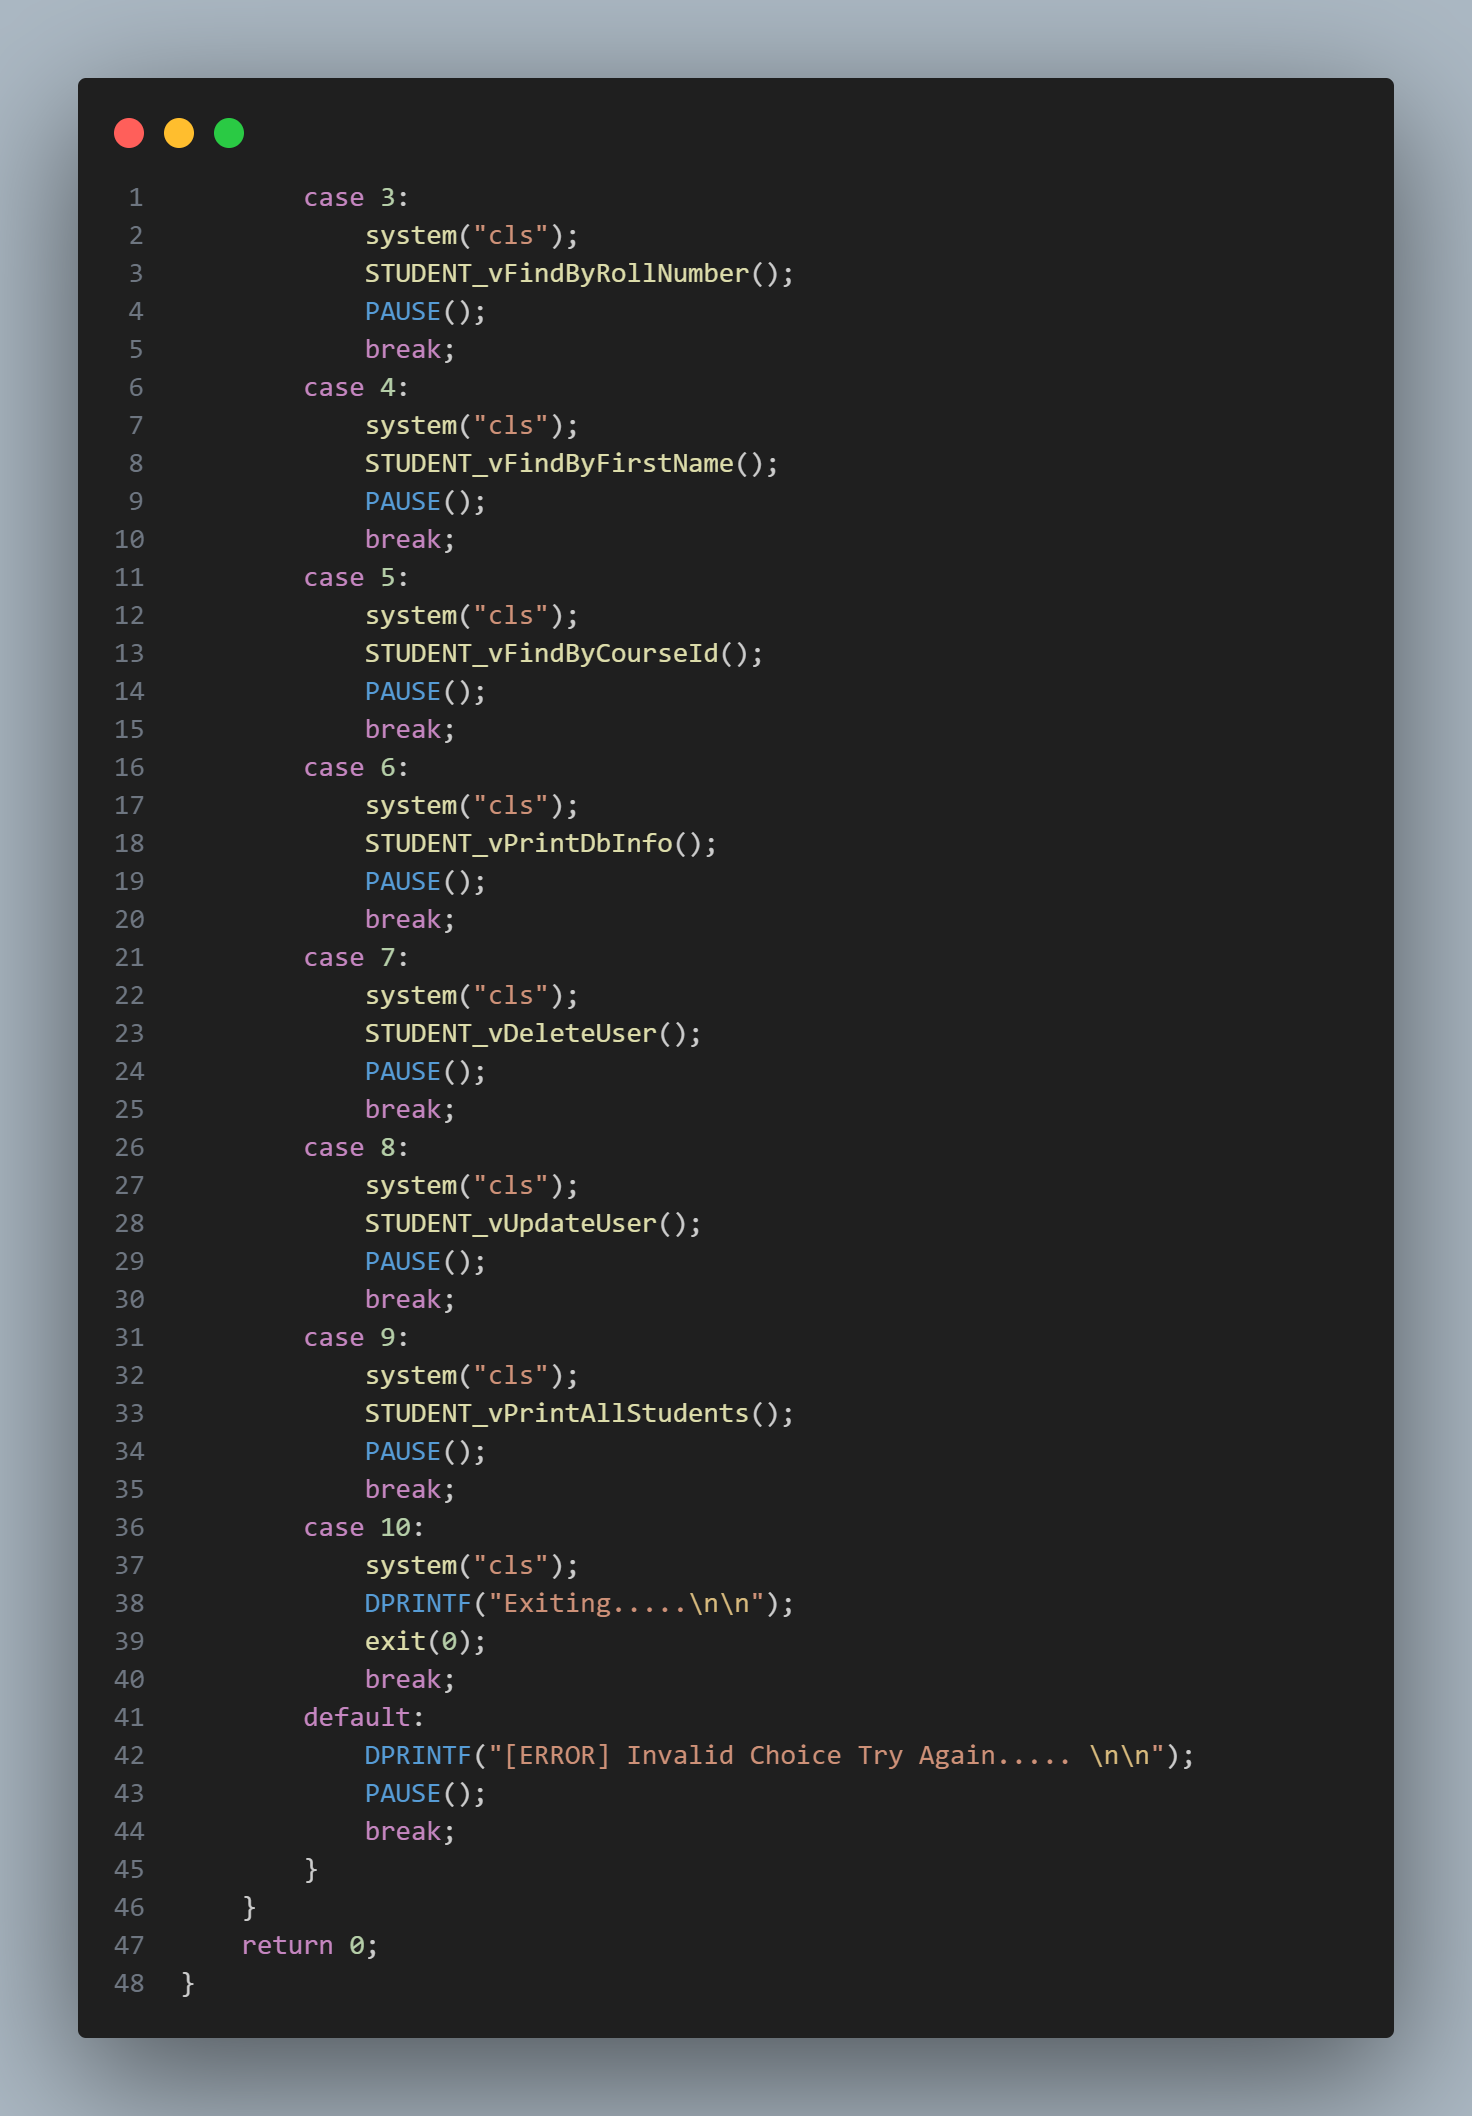 1          case 3:
2              system("cls");
3              STUDENT_vFindByRollNumber();
4              PAUSE();
5              break;
6          case 4:
7              system("cls");
8              STUDENT_vFindByFirstName();
9              PAUSE();
10              break;
11          case 5:
12              system("cls");
13              STUDENT_vFindByCourseId();
14              PAUSE();
15              break;
16          case 6:
17              system("cls");
18              STUDENT_vPrintDbInfo();
19              PAUSE();
20              break;
21          case 7:
22              system("cls");
23              STUDENT_vDeleteUser();
24              PAUSE();
25              break;
26          case 8:
27              system("cls");
28              STUDENT_vUpdateUser();
29              PAUSE();
30              break;
31          case 9:
32              system("cls");
33              STUDENT_vPrintAllStudents();
34              PAUSE();
35              break;
36          case 10:
37              system("cls");
38              DPRINTF("Exiting.....\n\n");
39              exit(0);
40              break;
41          default:
42              DPRINTF("[ERROR] Invalid Choice Try Again..... \n\n");
43              PAUSE();
44              break;
45          }
46      }
47      return 0;
48  }